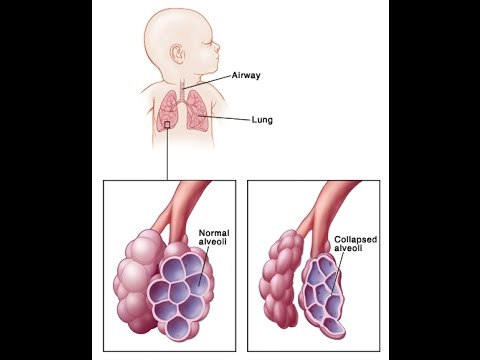 Airway
Lung
Normal
alveoli
Collapsed
alveoli